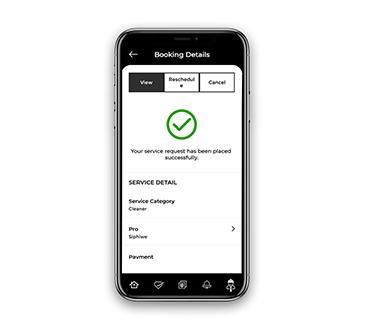 Booking Details
View
Reschedul
e
Cancel
Your service request has been placed
successfully.
SERVICE DETAIL
Service Category
Cleaner
Pro
Siphiwe
Payment